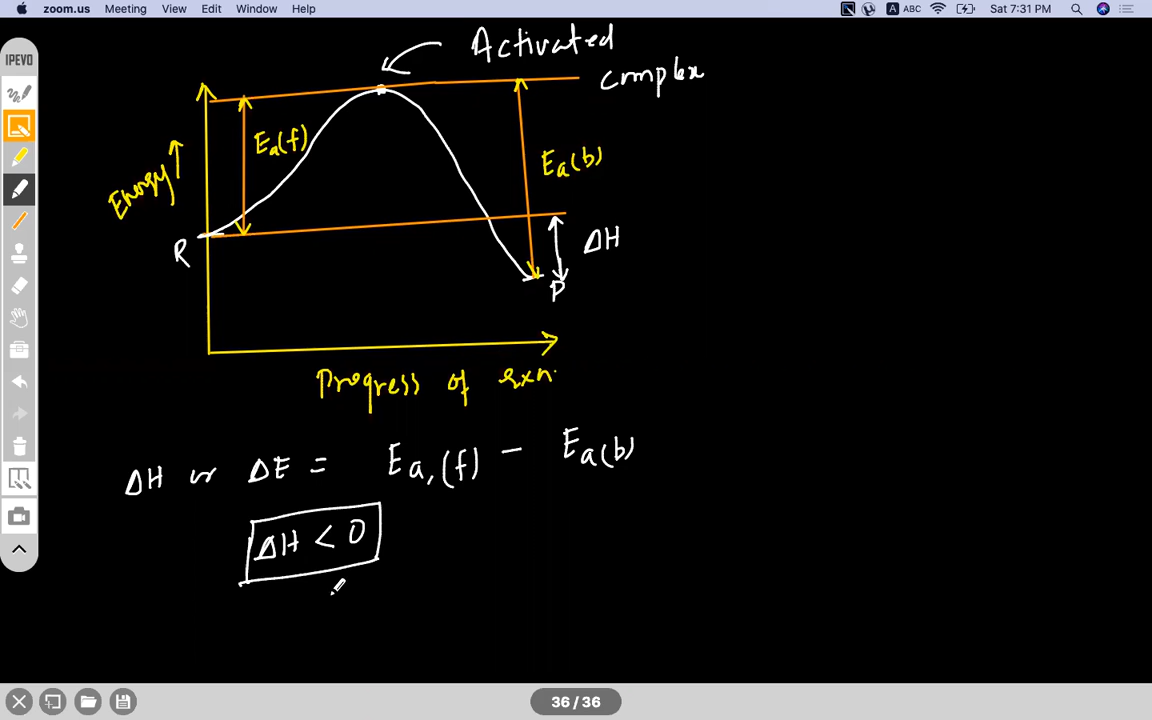 zoom.us Meeting View Edit Window Help
A ABC Sat 7:31 PM
IPEVO
Activated
complex
Ea(f)
Ea(b)
Energy ↑
ΔH
R
P
Progress of rxn.
ΔH or ΔE = Ea,(f) - Ea(b)
ΔH < 0
36 / 36